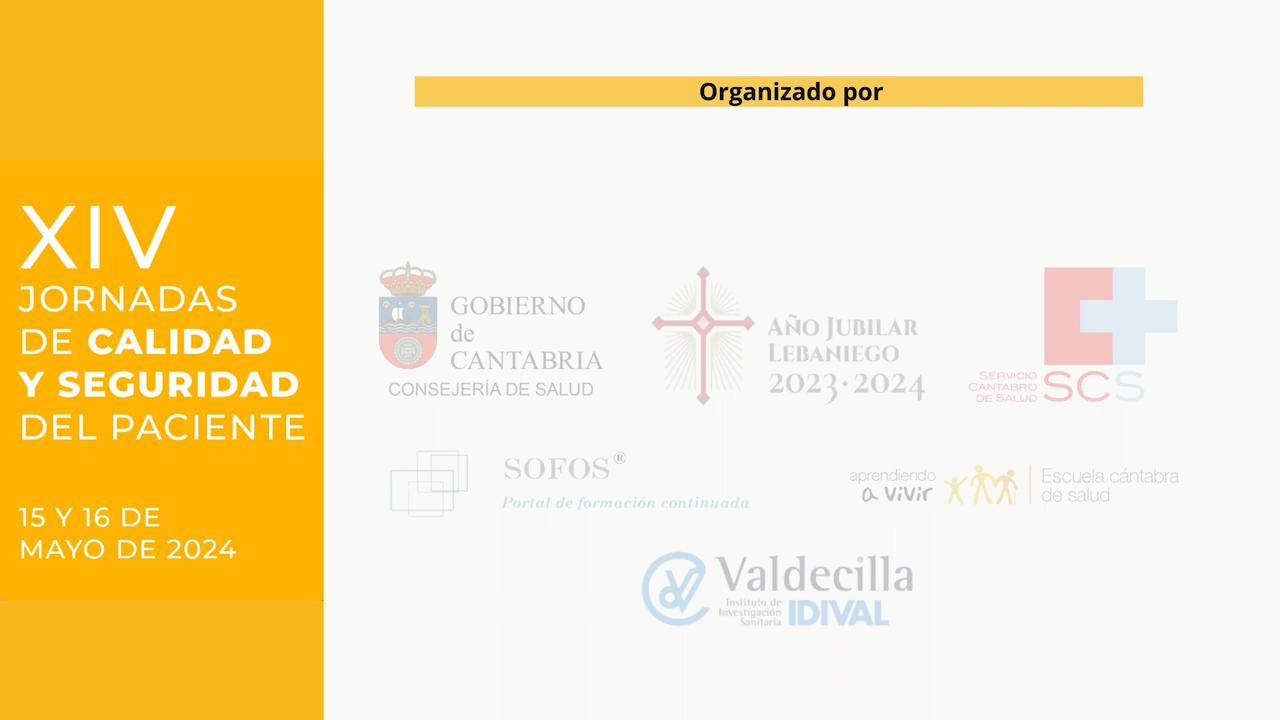 XIV
JORNADAS
DE CALIDAD
Y SEGURIDAD
DEL PACIENTE
15 Y 16 DE
MAYO DE 2024
Organizado por
GOBIERNO
de
CANTABRIA
CONSEJERÍA DE SALUD
AÑO JUBILAR
LEBANIEGO
2023·2024
SERVICIO
CÁNTABRO
DE SALUD
SCS
SOFOS®
Portal de formación continuada
aprendiendo
a vivir
Escuela cántabra
de salud
Valdecilla
Instituto de
Investigación
Sanitaria
IDIVAL